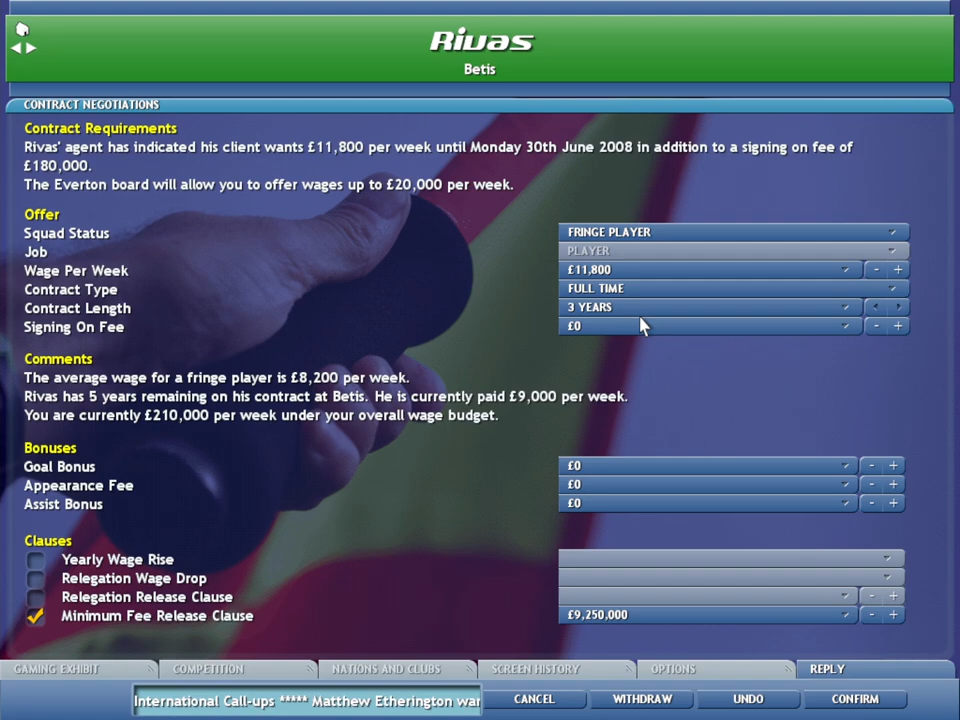 Rivas
Betis
CONTRACT NEGOTIATIONS
Contract Requirements
Rivas' agent has indicated his client wants £11,800 per week until Monday 30th June 2008 in addition to a signing on fee of
£180,000.
The Everton board will allow you to offer wages up to £20,000 per week.
Offer
Squad Status FRINGE PLAYER
Job PLAYER
Wage Per Week £11,800 - +
Contract Type FULL TIME
Contract Length 3 YEARS
Signing On Fee £0 - +
Comments
The average wage for a fringe player is £8,200 per week.
Rivas has 5 years remaining on his contract at Betis. He is currently paid £9,000 per week.
You are currently £210,000 per week under your overall wage budget.
Bonuses
Goal Bonus £0 - +
Appearance Fee £0 - +
Assist Bonus £0 - +
Clauses
Yearly Wage Rise
Relegation Wage Drop
Relegation Release Clause - +
Minimum Fee Release Clause £9,250,000 - +
GAMING EXHIBIT COMPETITION NATIONS AND CLUBS SCREEN HISTORY OPTIONS REPLY
International Call-ups ***** Matthew Etherington war CANCEL WITHDRAW UNDO CONFIRM